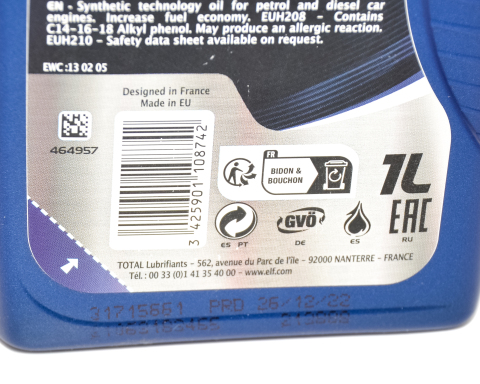 EN - Synthetic technology oil for petrol and diesel car
engines. Increase fuel economy. EUH208 - Contains
C14-16-18 Alkyl phenol. May produce an allergic reaction.
EUH210 – Safety data sheet available on request.
EWC :13 02 05
Designed in France
Made in EU
464957
3 425901 108742
FR
BIDON &
BOUCHON
1L
ES PT
GVÖ
DE
ES
EAC
RU
TOTAL Lubrifiants - 562, avenue du Parc de l'île - 92000 NANTERRE - FRANCE
Tél : 00 33 (0)1 41 35 40 00 - www.elf.com
31715661 PRD 26/12/22